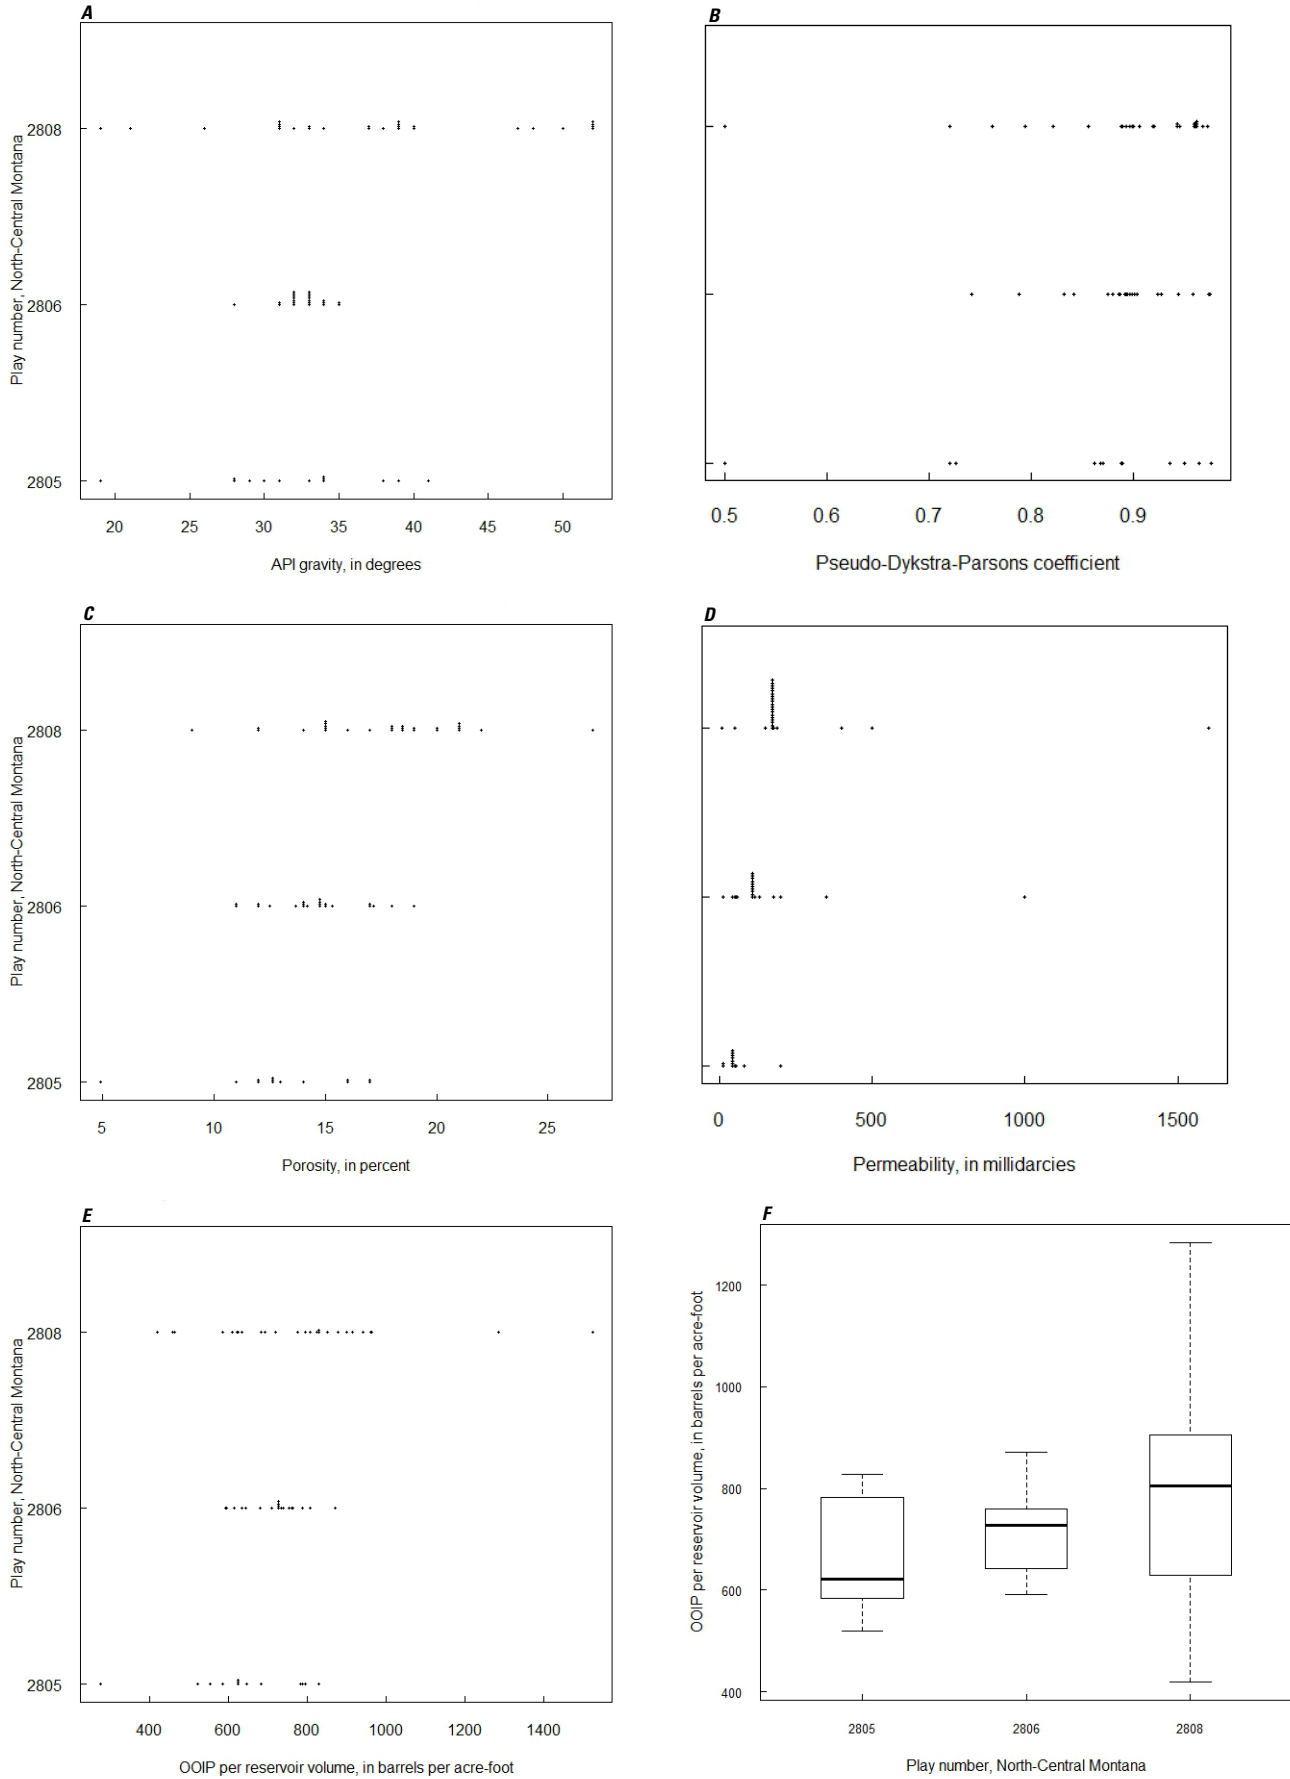 A
Play number, North-Central Montana
2808
2806
2805
20 25 30 35 40 45 50
API gravity, in degrees
B
0.5 0.6 0.7 0.8 0.9
Pseudo-Dykstra-Parsons coefficient
C
Play number, North-Central Montana
2808
2806
2805
5 10 15 20 25
Porosity, in percent
D
0 500 1000 1500
Permeability, in millidarcies
E
Play number, North-Central Montana
2808
2806
2805
400 600 800 1000 1200 1400
OOIP per reservoir volume, in barrels per acre-foot
F
OOIP per reservoir volume, in barrels per acre-foot
1200
1000
800
600
400
2805 2806 2808
Play number, North-Central Montana